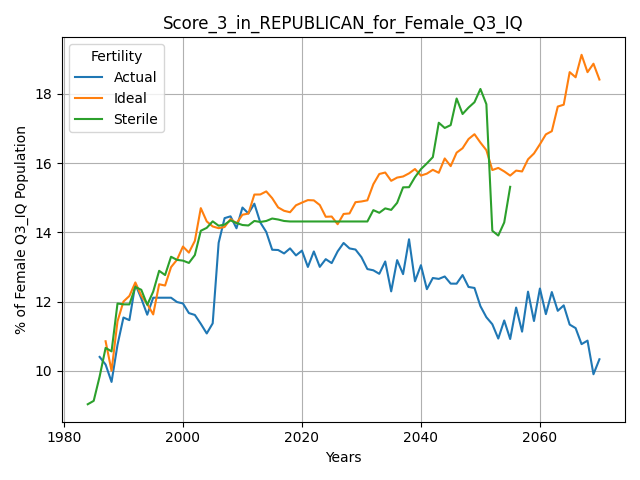 Score_3_in_REPUBLICAN_for_Female_Q3_IQ
Fertility
Actual
Ideal
Sterile
% of Female Q3_IQ Population
18
16
14
12
10
1980
2000
2020
2040
2060
Years